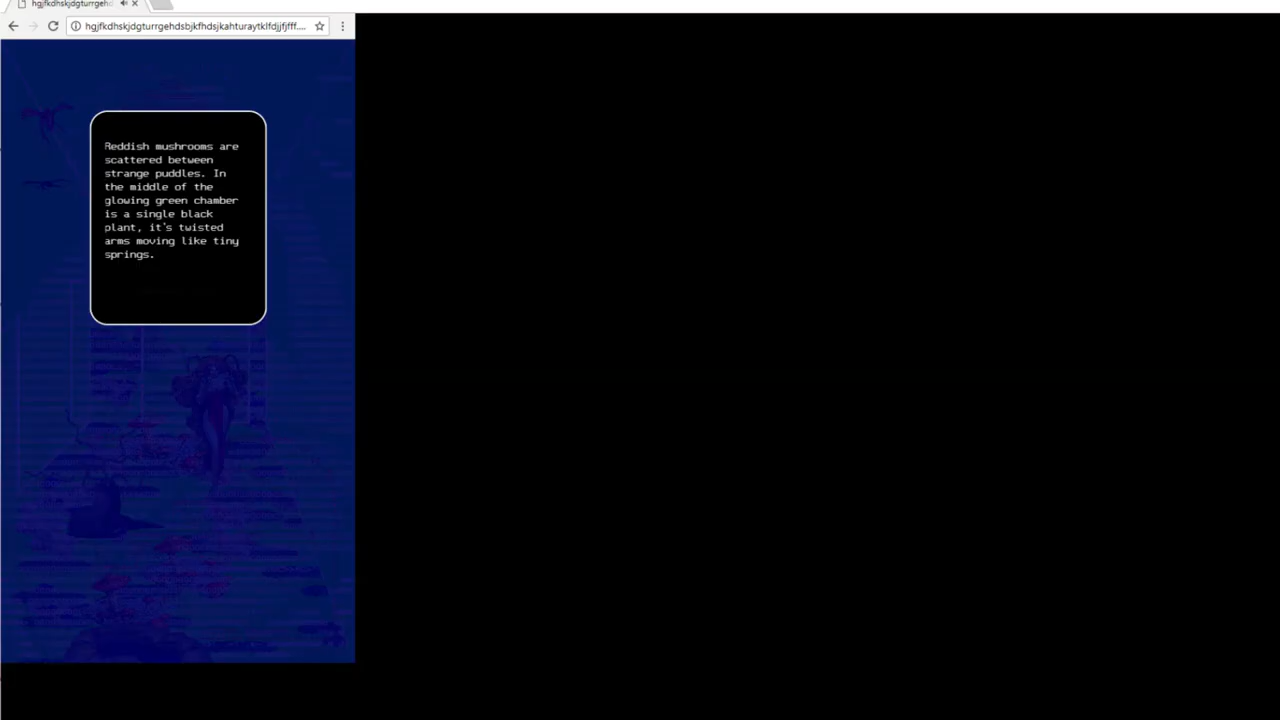 hgjfkdhskjdgturrgehd
hgjfkdhskjdgturrgehdsbjkfhdsjkahturaytklfdjjfjfff....
Reddish mushrooms are
scattered between
strange puddles. In
the middle of the
glowing green chamber
is a single black
plant, it's twisted
arms moving like tiny
springs.